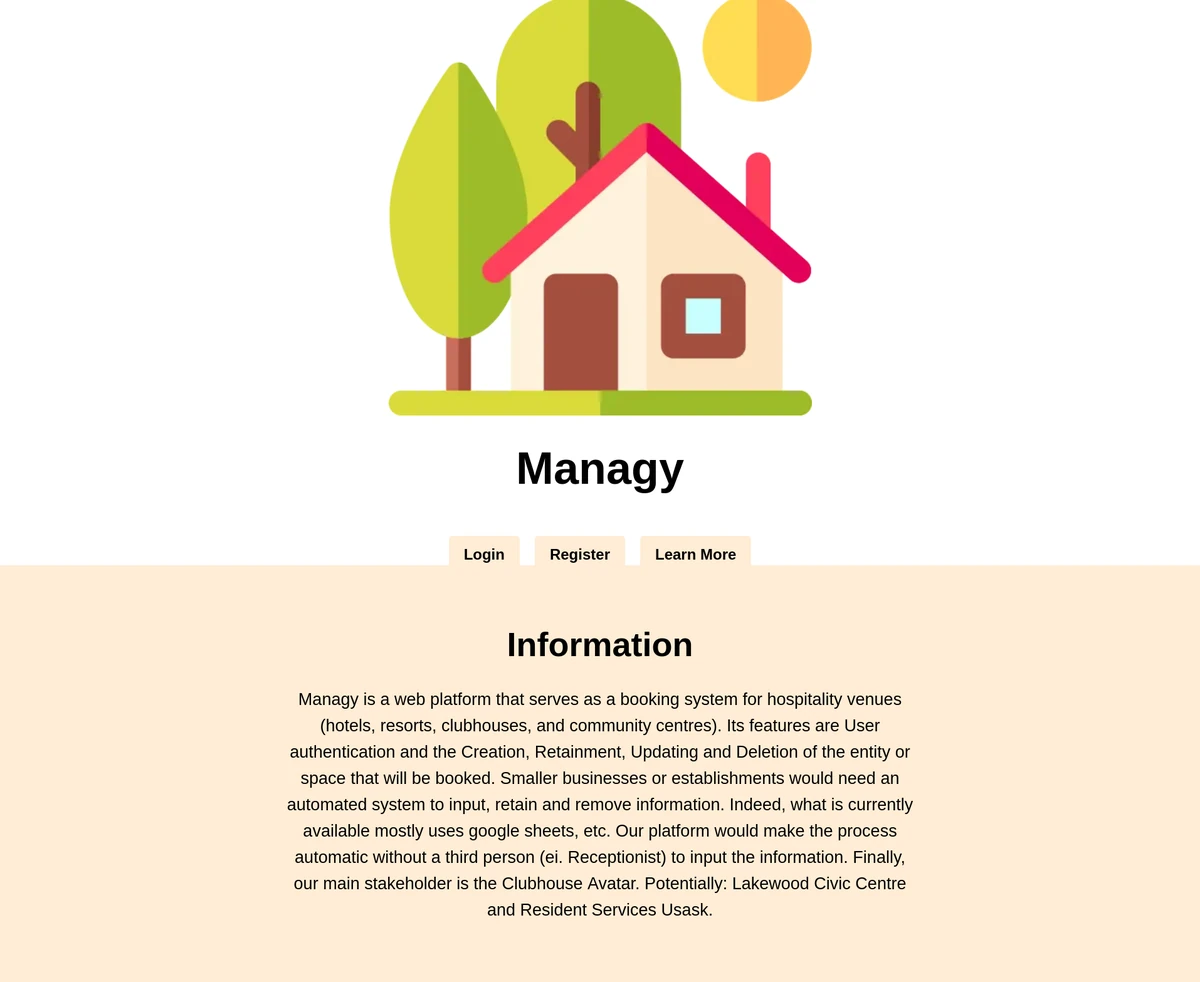 Managy
Login Register Learn More
Information
Managy is a web platform that serves as a booking system for hospitality venues
(hotels, resorts, clubhouses, and community centres). Its features are User
authentication and the Creation, Retainment, Updating and Deletion of the entity or
space that will be booked. Smaller businesses or establishments would need an
automated system to input, retain and remove information. Indeed, what is currently
available mostly uses google sheets, etc. Our platform would make the process
automatic without a third person (ei. Receptionist) to input the information. Finally,
our main stakeholder is the Clubhouse Avatar. Potentially: Lakewood Civic Centre
and Resident Services Usask.